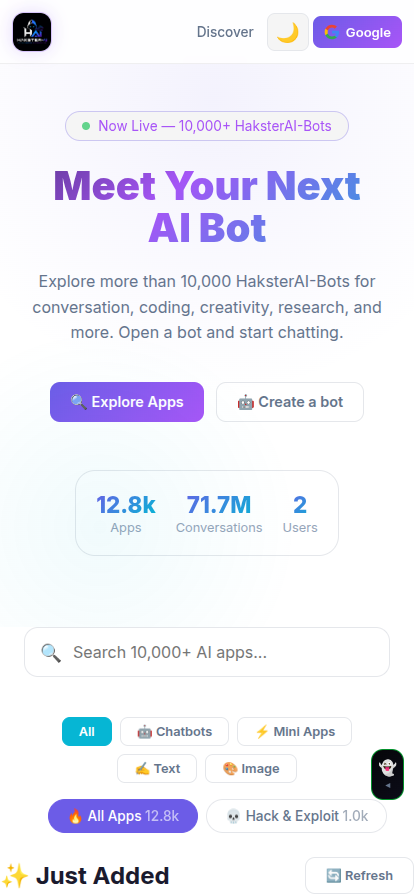 HAKSTERAI
Discover
Google
Now Live — 10,000+ HaksterAI-Bots
Meet Your Next
AI Bot
Explore more than 10,000 HaksterAI-Bots for
conversation, coding, creativity, research, and
more. Open a bot and start chatting.
Explore Apps
Create a bot
12.8k 71.7M 2
Apps Conversations Users
Search 10,000+ AI apps...
All Chatbots Mini Apps
Text Image
All Apps 12.8k Hack & Exploit 1.0k
Just Added
Refresh